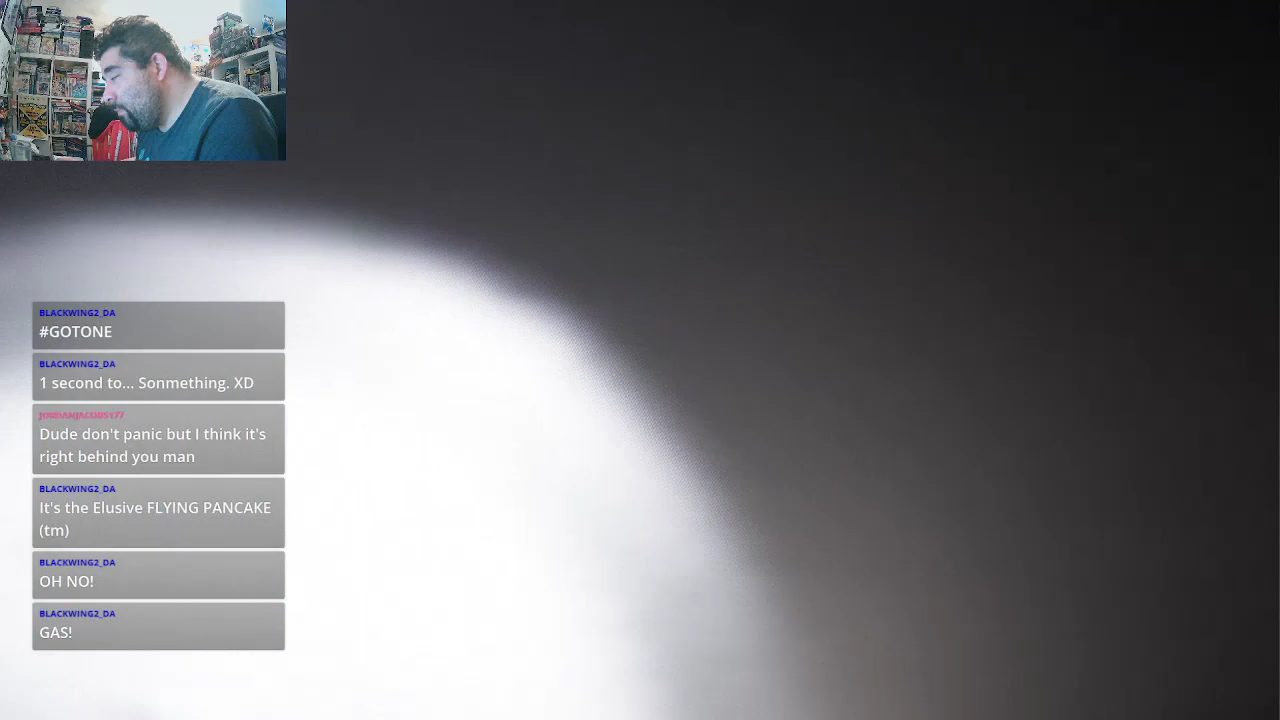 BLACKWING2_DA
#GOTONE
BLACKWING2_DA
1 second to... Sonmething. XD
Dude don't panic but I think it's
right behind you man
BLACKWING2_DA
It's the Elusive FLYING PANCAKE
(tm)
BLACKWING2_DA
OH NO!
BLACKWING2_DA
GAS!